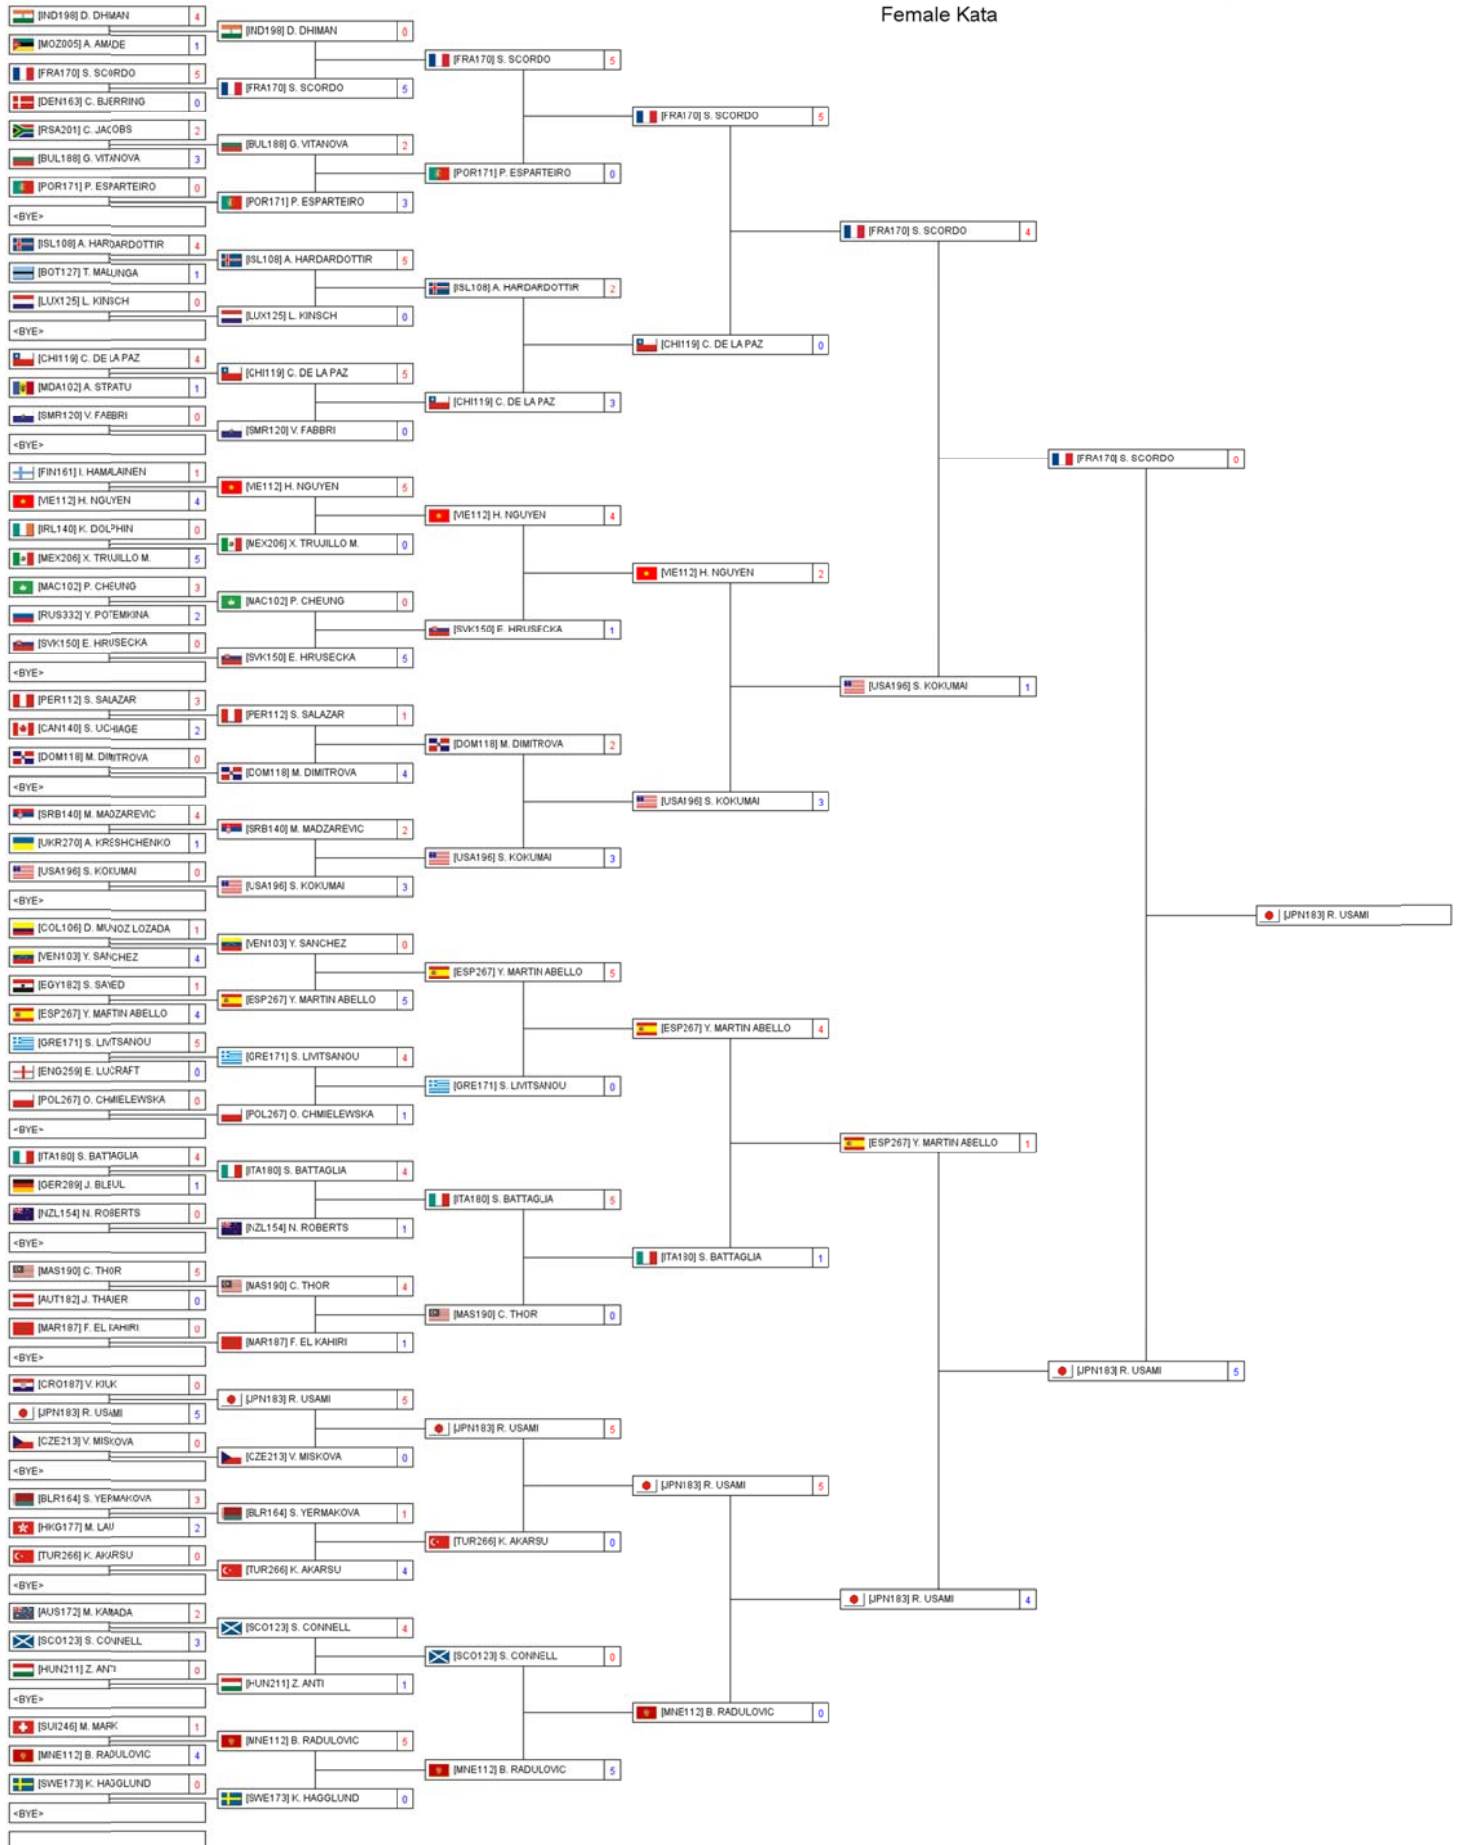 Female Kata
[IND198] D. DHIMAN 4
[MOZ005] A. AMADE 1
[FRA170] S. SCORDO 5
[DEN163] C. BJERRING 0
[RSA201] C. JACOBS 2
[BUL188] G. VITANOVA 3
[POR171] P. ESPARTEIRO 0
<BYE>
[ISL108] A. HARDARDOTTIR 4
[BOT127] T. MALUNGA 1
[LUX125] L. KINSCH 0
<BYE>
[CHI119] C. DE LA PAZ 4
[MDA102] A. STRATU 1
[SMR120] V. FABBRI 0
<BYE>
[FIN161] I. HAMALAINEN 1
[VIE112] H. NGUYEN 4
[IRL140] K. DOLPHIN 0
[MEX206] X. TRUJILLO M. 5
[MAC102] P. CHEUNG 3
[RUS332] Y. POTEMKINA 2
[SVK150] E. HRUSECKA 0
<BYE>
[PER112] S. SALAZAR 3
[CAN140] S. UCHIAGE 2
[DOM118] M. DIMITROVA 0
<BYE>
[SRB140] M. MADZAREVIC 4
[UKR270] A. KRESHCHENKO 1
[USA196] S. KOKUMAI 0
<BYE>
[COL106] D. MUNOZ LOZADA 1
[VEN103] Y. SANCHEZ 4
[EGY182] S. SAYED 1
[ESP267] Y. MARTIN ABELLO 4
[GRE171] S. LIVITSANOU 5
[ENG259] E. LUCRAFT 0
[POL267] O. CHMIELEWSKA 0
<BYE>
[ITA180] S. BATTAGLIA 4
[GER289] J. BLEUL 1
[NZL154] N. ROBERTS 0
<BYE>
[MAS190] C. THOR 5
[AUT182] J. THALER 0
[MAR187] F. EL KAHIRI 0
<BYE>
[CRO187] V. KIUK 0
[JPN183] R. USAMI 5
[CZE213] V. MISKOVA 0
<BYE>
[BLR164] S. YERMAKOVA 3
[HKG177] M. LAU 2
[TUR266] K. AKARSU 0
<BYE>
[AUS172] M. KAMADA 2
[SCO123] S. CONNELL 3
[HUN211] Z. ANTI 0
<BYE>
[SUI246] M. MARK 1
[MNE112] B. RADULOVIC 4
[SWE173] K. HAGGLUND 0
<BYE>
[IND198] D. DHIMAN 0
[FRA170] S. SCORDO 5
[BUL188] G. VITANOVA 2
[POR171] P. ESPARTEIRO 3
[ISL108] A. HARDARDOTTIR 5
[LUX125] L. KINSCH 0
[CHI119] C. DE LA PAZ 5
[SMR120] V. FABBRI 0
[VIE112] H. NGUYEN 5
[MEX206] X. TRUJILLO M. 0
[MAC102] P. CHEUNG 0
[SVK150] E. HRUSECKA 5
[PER112] S. SALAZAR 1
[DOM118] M. DIMITROVA 4
[SRB140] M. MADZAREVIC 2
[USA196] S. KOKUMAI 3
[VEN103] Y. SANCHEZ 0
[ESP267] Y. MARTIN ABELLO 5
[GRE171] S. LIVITSANOU 4
[POL267] O. CHMIELEWSKA 1
[ITA180] S. BATTAGLIA 4
[NZL154] N. ROBERTS 1
[MAS190] C. THOR 4
[MAR187] F. EL KAHIRI 1
[JPN183] R. USAMI 5
[CZE213] V. MISKOVA 0
[BLR164] S. YERMAKOVA 1
[TUR266] K. AKARSU 4
[SCO123] S. CONNELL 4
[HUN211] Z. ANTI 1
[MNE112] B. RADULOVIC 5
[SWE173] K. HAGGLUND 0
[FRA170] S. SCORDO 5
[POR171] P. ESPARTEIRO 0
[ISL108] A. HARDARDOTTIR 2
[CHI119] C. DE LA PAZ 3
[VIE112] H. NGUYEN 4
[SVK150] E. HRUSECKA 1
[DOM118] M. DIMITROVA 2
[USA196] S. KOKUMAI 3
[ESP267] Y. MARTIN ABELLO 5
[GRE171] S. LIVITSANOU 0
[ITA180] S. BATTAGLIA 5
[MAS190] C. THOR 0
[JPN183] R. USAMI 5
[TUR266] K. AKARSU 0
[SCO123] S. CONNELL 0
[MNE112] B. RADULOVIC 5
[FRA170] S. SCORDO 5
[CHI119] C. DE LA PAZ 0
[VIE112] H. NGUYEN 2
[USA196] S. KOKUMAI 3
[ESP267] Y. MARTIN ABELLO 4
[ITA180] S. BATTAGLIA 1
[JPN183] R. USAMI 5
[MNE112] B. RADULOVIC 0
[FRA170] S. SCORDO 4
[USA196] S. KOKUMAI 1
[ESP267] Y. MARTIN ABELLO 1
[JPN183] R. USAMI 4
[FRA170] S. SCORDO 0
[JPN183] R. USAMI 5
[JPN183] R. USAMI